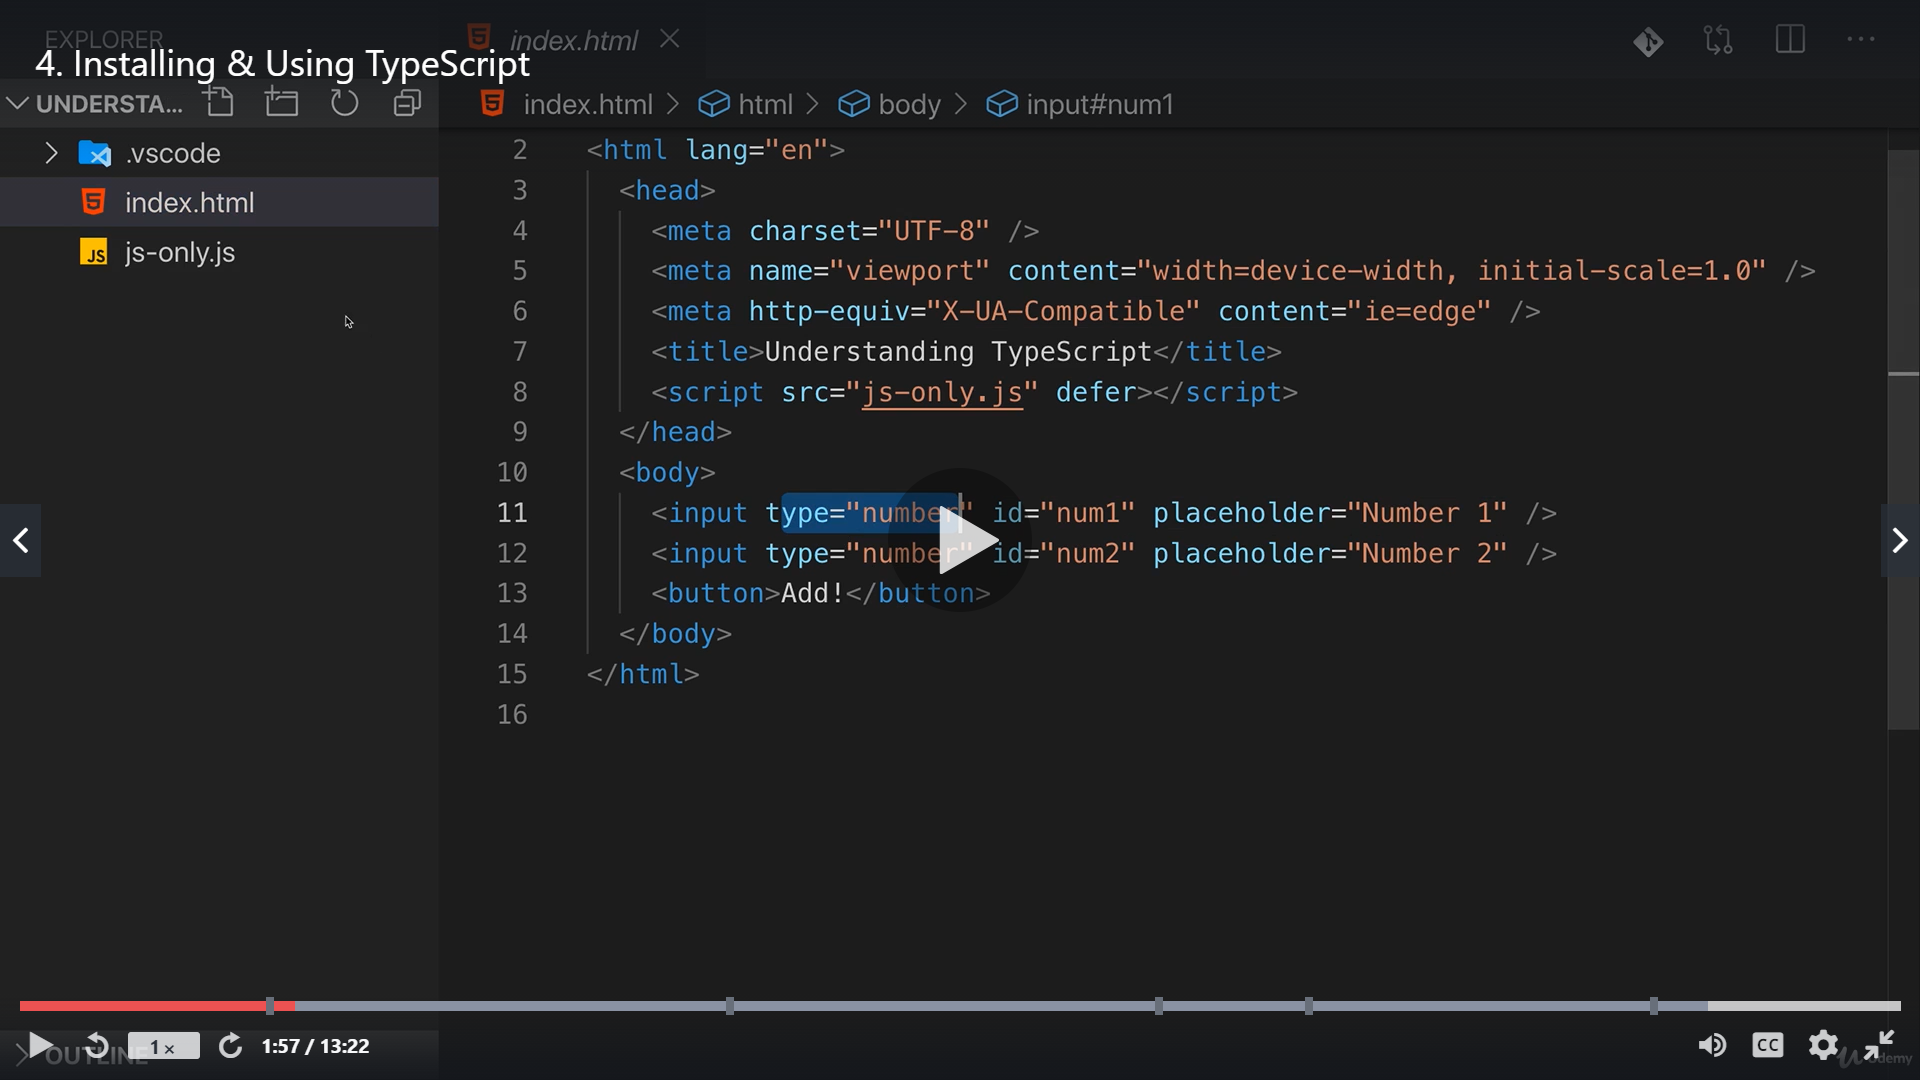 EXPLORER
4. Installing & Using TypeScript
index.html
UNDERSTA...
index.html > html > body > input#num1
.vscode
index.html
JS js-only.js
2 <html lang="en">
3 <head>
4 <meta charset="UTF-8" />
5 <meta name="viewport" content="width=device-width, initial-scale=1.0" />
6 <meta http-equiv="X-UA-Compatible" content="ie=edge" />
7 <title>Understanding TypeScript</title>
8 <script src="js-only.js" defer></script>
9 </head>
10 <body>
11 <input type="number" id="num1" placeholder="Number 1" />
12 <input type="number" id="num2" placeholder="Number 2" />
13 <button>Add!</button>
14 </body>
15 </html>
16
OUTLINE
1 x
1:57 / 13:22
CC
udemy